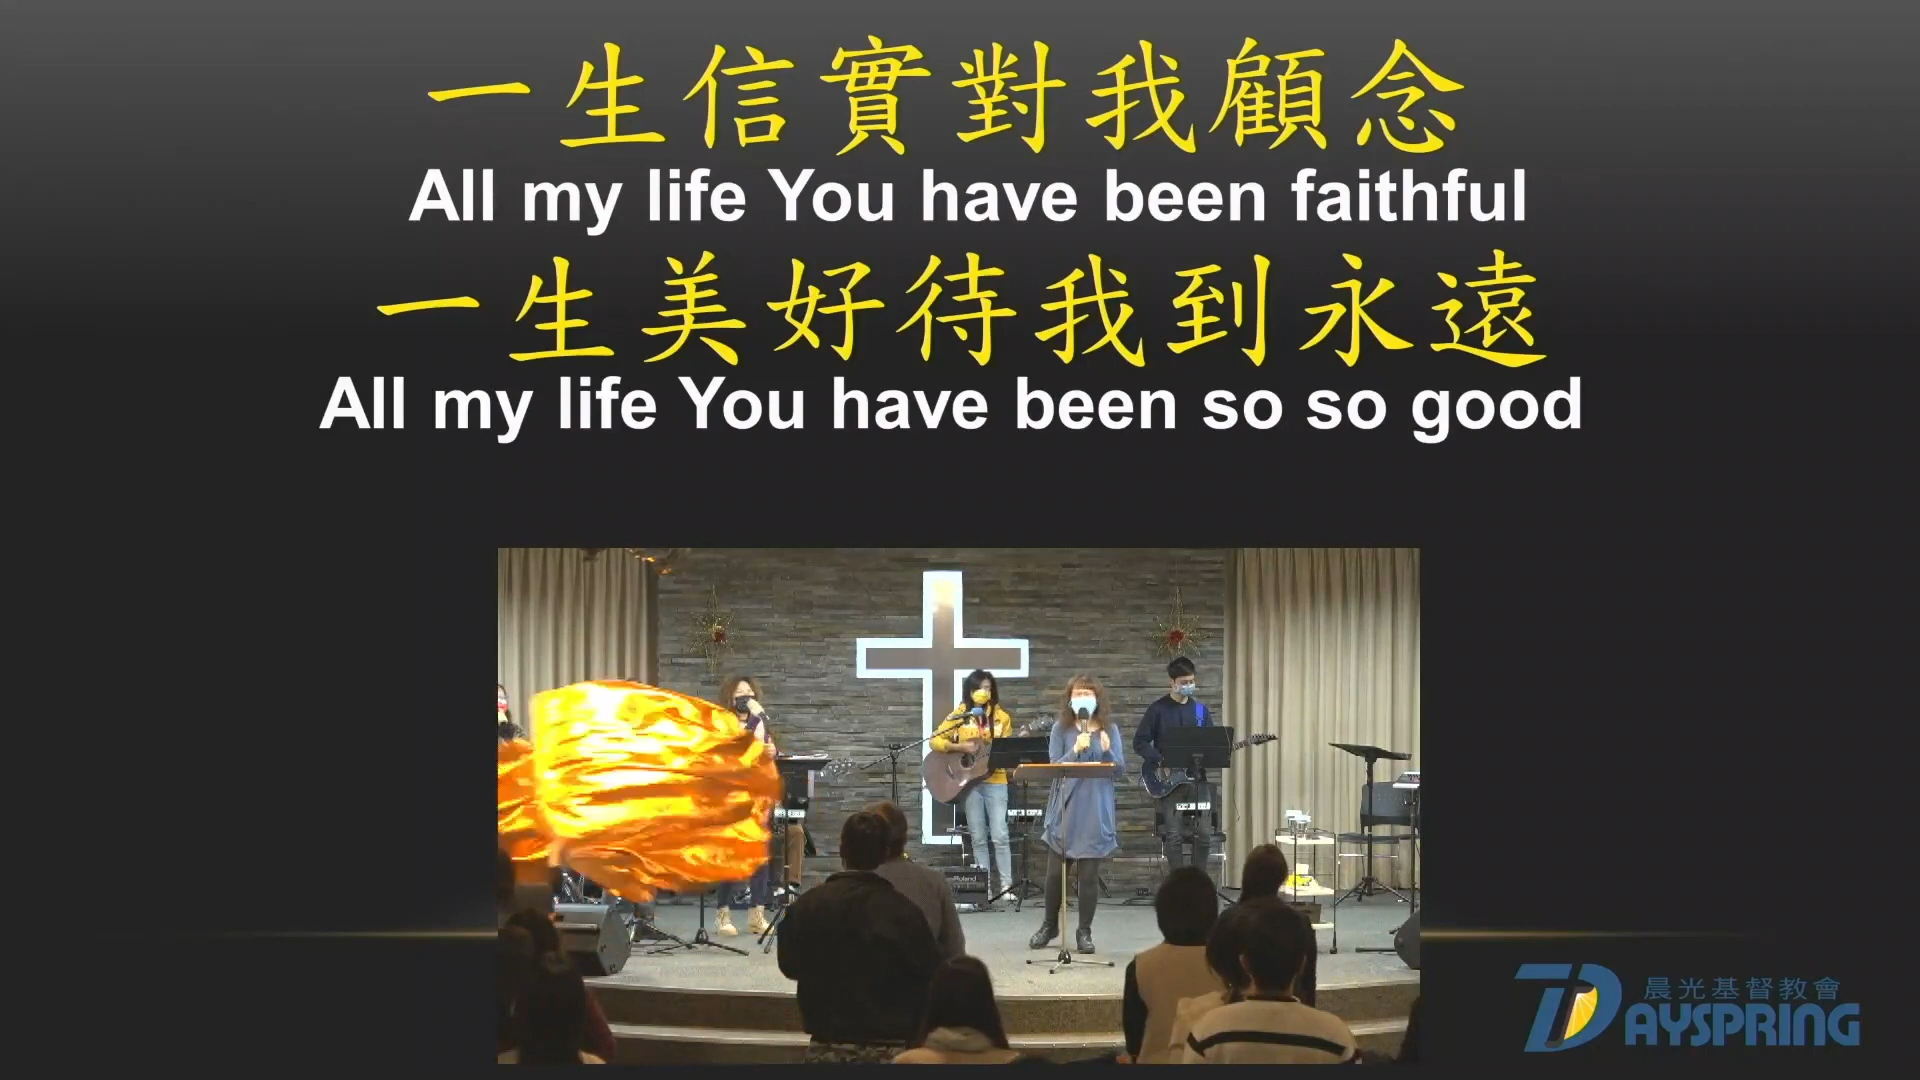 一生信實對我顧念
All my life You have been faithful
一生美好待我到永遠
All my life You have been so so good
Roland
晨光基督教會
DAYSPRING